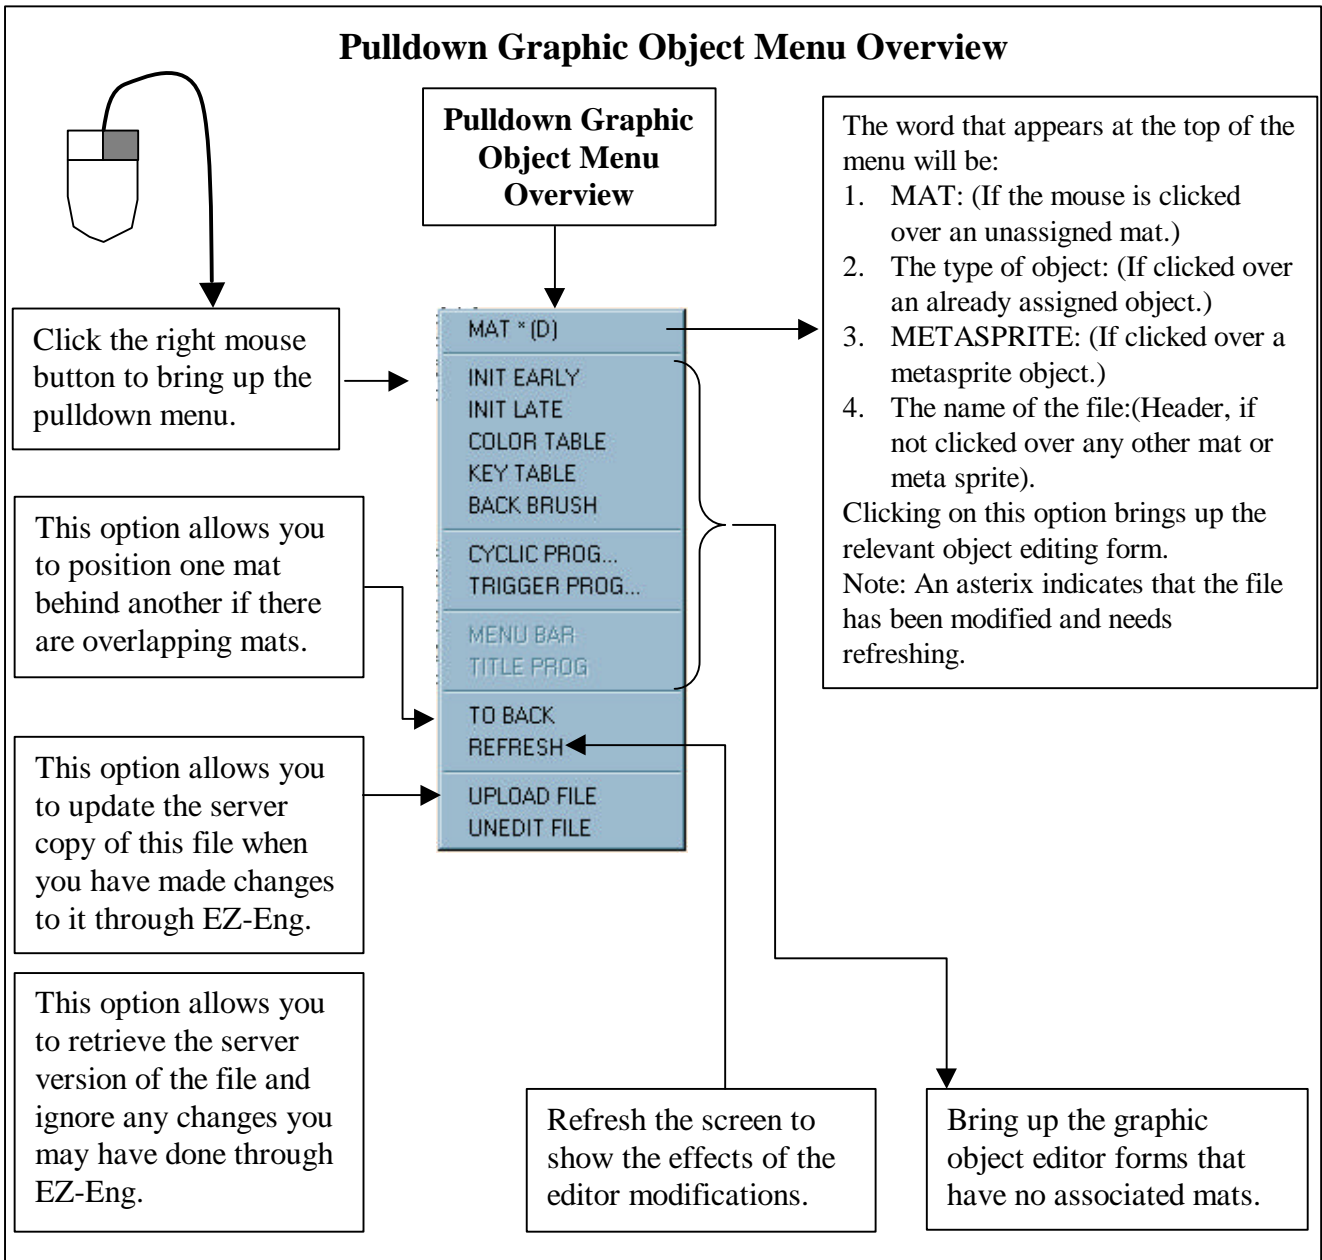 Pulldown Graphic Object Menu Overview
Pulldown Graphic
Object Menu
Overview
Click the right mouse
button to bring up the
pulldown menu.
This option allows you
to position one mat
behind another if there
are overlapping mats.
This option allows you
to update the server
copy of this file when
you have made changes
to it through EZ-Eng.
This option allows you
to retrieve the server
version of the file and
ignore any changes you
may have done through
EZ-Eng.
MAT * (D)
INIT EARLY
INIT LATE
COLOR TABLE
KEY TABLE
BACK BRUSH
CYCLIC PROG...
TRIGGER PROG...
MENU BAR
TITLE PROG
TO BACK
REFRESH
UPLOAD FILE
UNEDIT FILE
The word that appears at the top of the
menu will be:
1. MAT: (If the mouse is clicked
over an unassigned mat.)
2. The type of object: (If clicked over
an already assigned object.)
3. METASPRITE: (If clicked over a
metasprite object.)
4. The name of the file:(Header, if
not clicked over any other mat or
meta sprite).
Clicking on this option brings up the
relevant object editing form.
Note: An asterix indicates that the file
has been modified and needs
refreshing.
Refresh the screen to
show the effects of the
editor modifications.
Bring up the graphic
object editor forms that
have no associated mats.